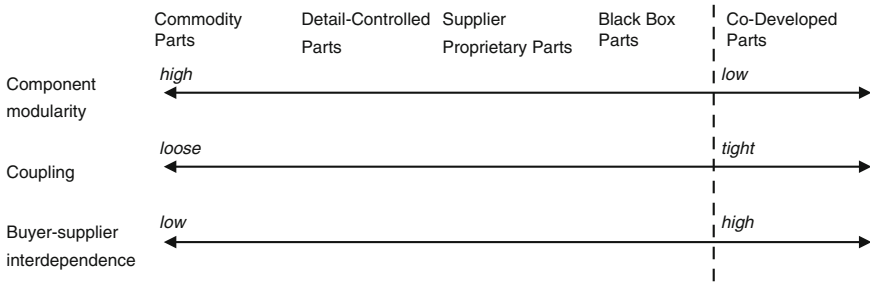 Commodity Parts
Detail-Controlled Parts
Supplier Proprietary Parts
Black Box Parts
Co-Developed Parts
Component modularity
high
low
Coupling
loose
tight
Buyer-supplier interdependence
low
high